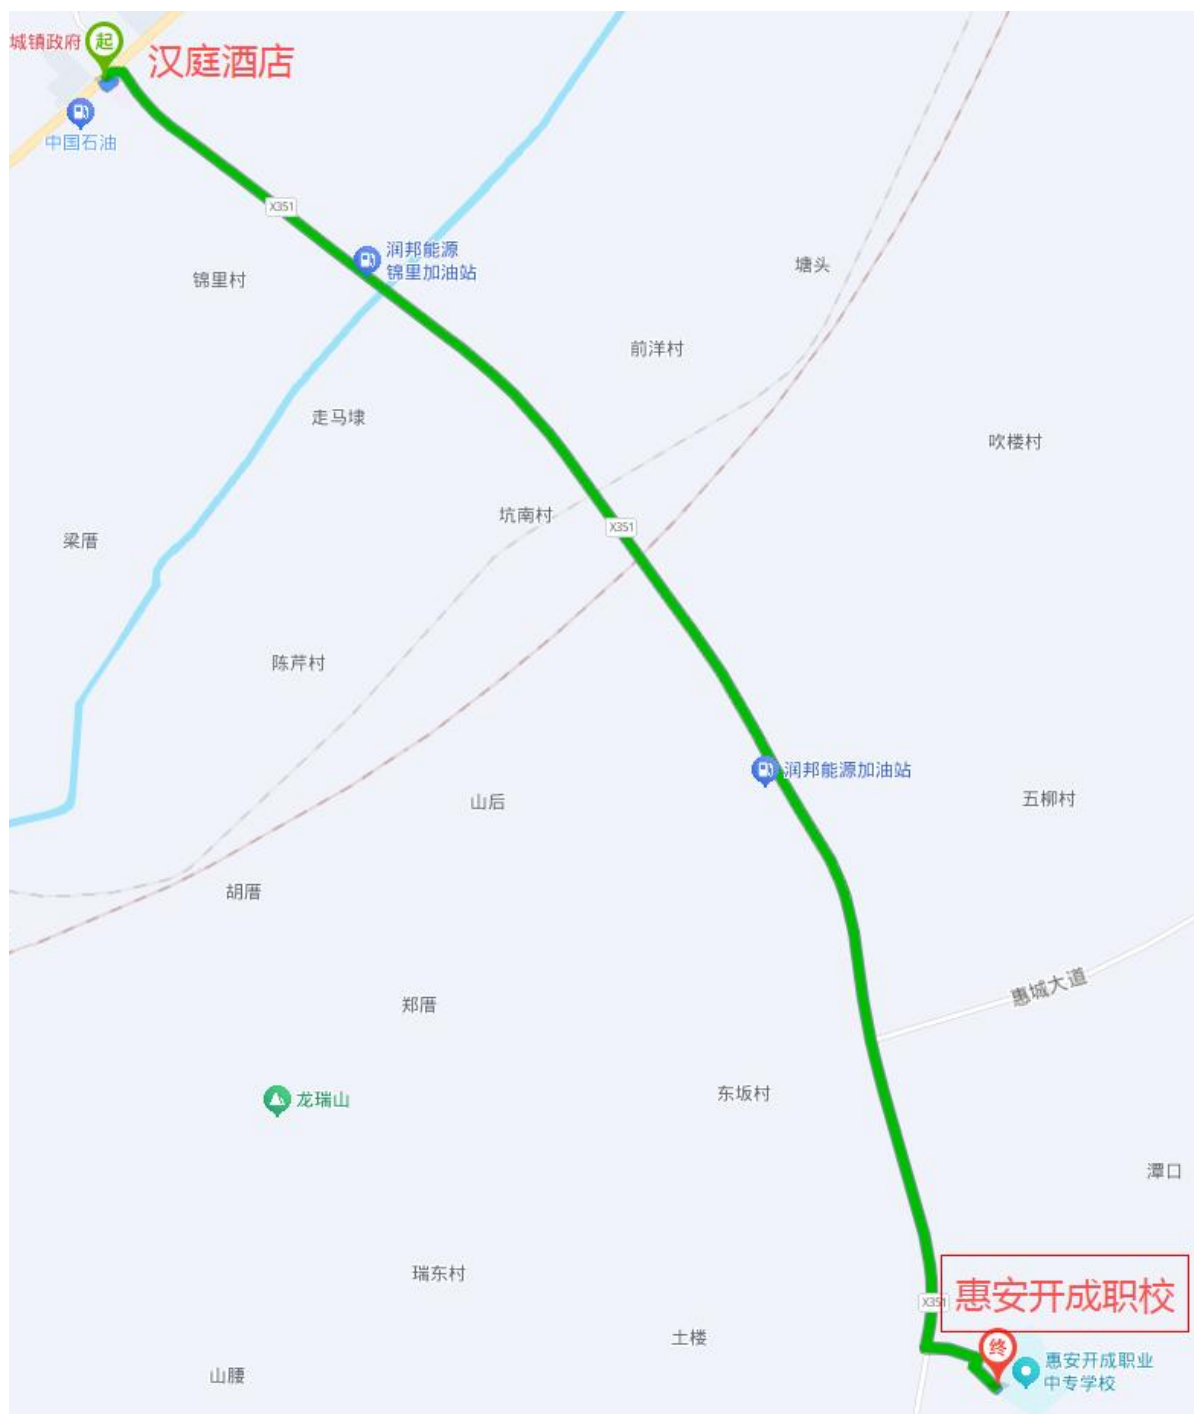 城镇政府
起
汉庭酒店
中国石油
X351
润邦能源
锦里加油站
塘头
锦里村
前洋村
走马埭
吹楼村
坑南村
X351
梁厝
陈芹村
润邦能源加油站
山后
五柳村
胡厝
惠城大道
郑厝
东坂村
龙瑞山
潭口
瑞东村
惠安开成职校
X351
土楼
终
惠安开成职业
中专学校
山腰